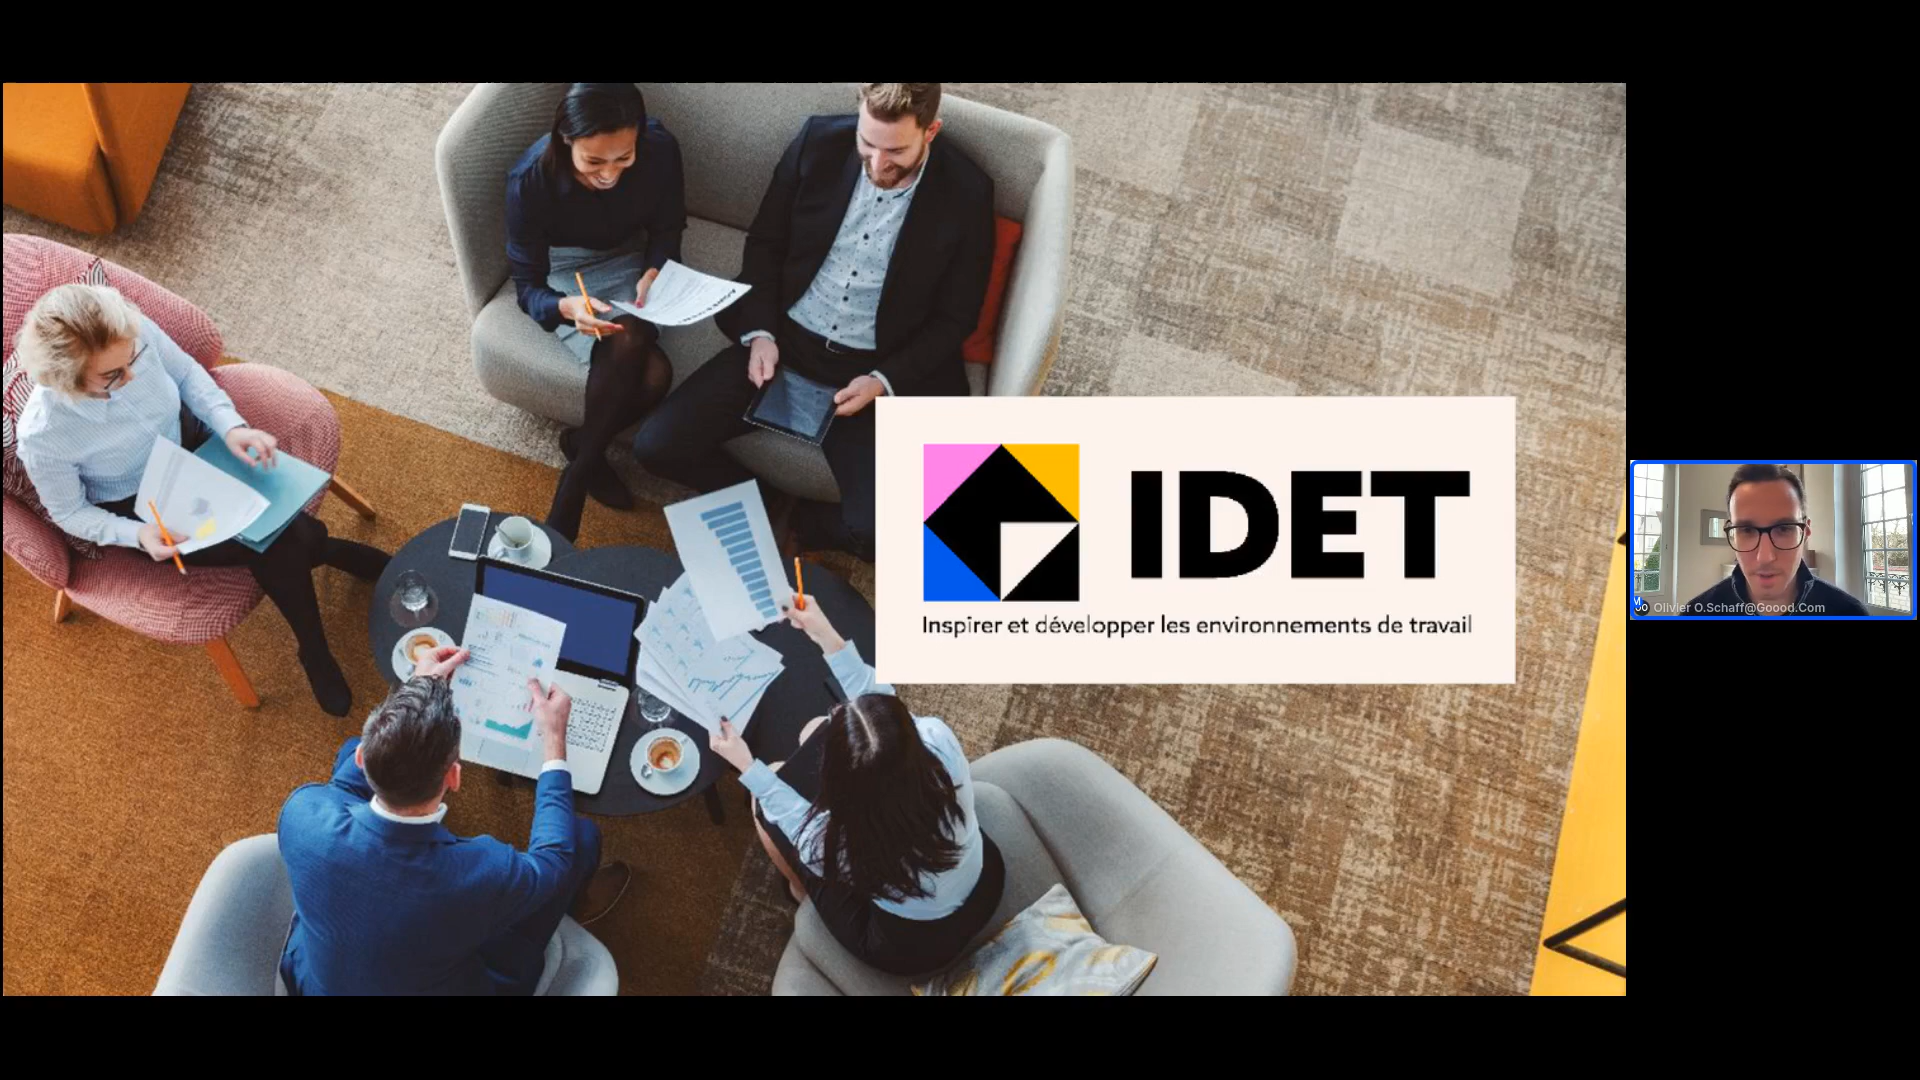 IDET
Inspirer et développer les environnements de travail
Olivier O.Schaff@Goood.Com